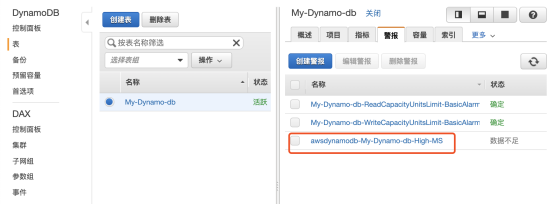 DynamoDB
控制面板
表
备份
预留容量
首选项
DAX
控制面板
集群
子网组
参数组
事件
创建表 删除表
按表名称筛选
选择表组 操作
名称 状态
My-Dynamo-db 活跃
My-Dynamo-db 关闭
概述 项目 指标 警报 容量 索引 更多
创建警报 编辑警报 删除警报
名称 状态
My-Dynamo-db-ReadCapacityUnitsLimit-BasicAlarm 确定
My-Dynamo-db-WriteCapacityUnitsLimit-BasicAlarm 确定
awsdynamodb-My-Dynamo-db-High-MS 数据不足